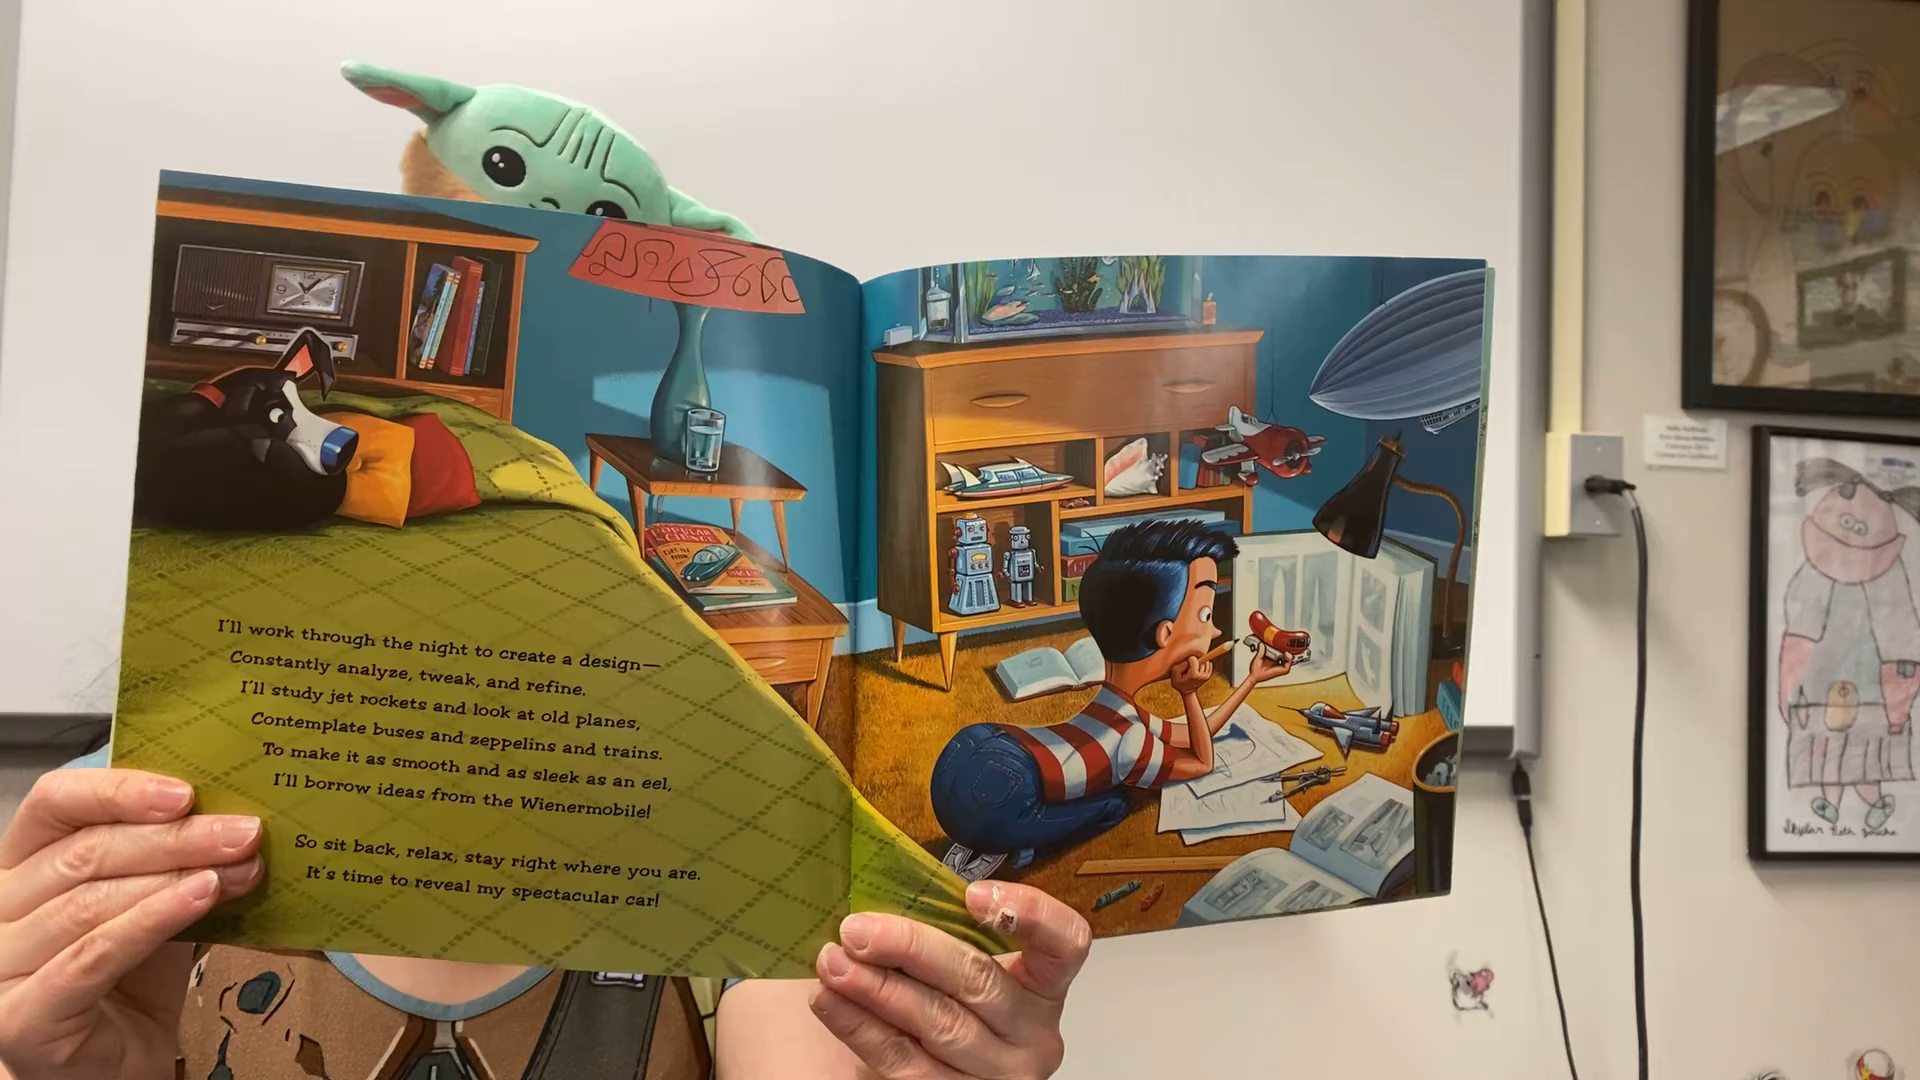 I'll work through the night to create a design—
Constantly analyze, tweak, and refine.
I'll study jet rockets and look at old planes,
Contemplate buses and zeppelins and trains.
To make it as smooth and as sleek as an eel,
I'll borrow ideas from the Wienermobile!
So sit back, relax, stay right where you are.
It's time to reveal my spectacular car!
POPULAR
SCIENCE